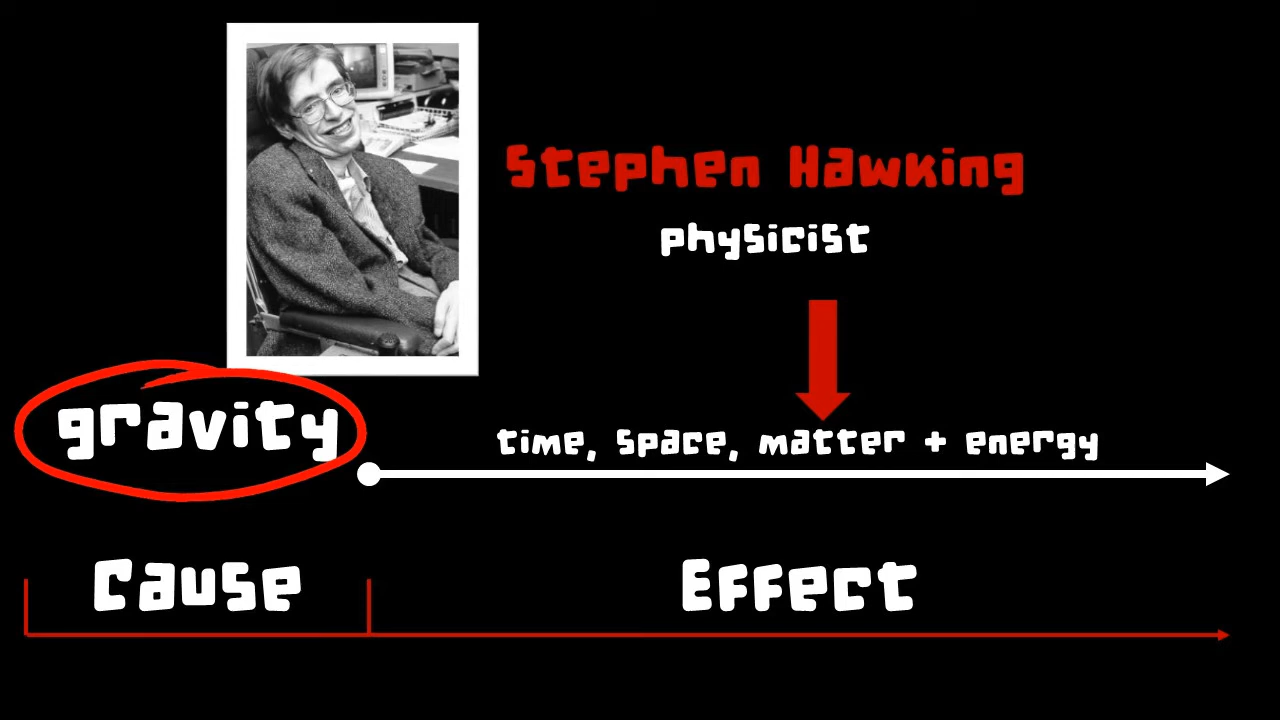 Stephen Hawking
physicist
gravity
time, space, matter + energy
Cause
Effect